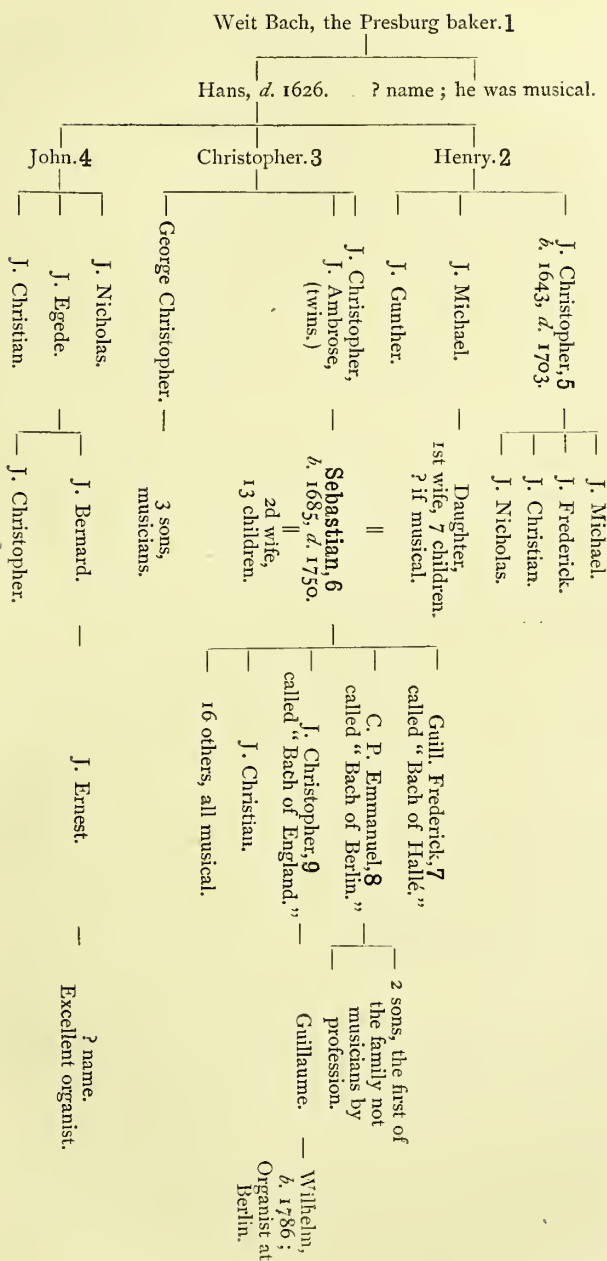 Weit Bach, the Presburg baker.1
Hans, d. 1626.
? name ; he was musical.
John.4
Christopher.3
Henry.2
J. Christopher,5
b. 1643, d. 1703.
J. Michael.
J. Gunther.
J. Christopher,
J. Ambrose,
(twins.)
George Christopher.
J. Nicholas.
J. Egede.
J. Christian.
J. Michael.
J. Frederick.
J. Christian.
J. Nicholas.
Daughter,
1st wife, 7 children.
? if musical.
Sebastian,6
b. 1685, d. 1750.
2d wife,
13 children.
3 sons,
musicians.
J. Bernard.
J. Christopher.
Guill. Frederick,7
called “ Bach of Hallé.”
C. P. Emmanuel,8
called “ Bach of Berlin.”
J. Christopher,9
called “ Bach of England.”
J. Christian.
16 others, all musical.
J. Ernest.
2 sons, the first of
the family not
musicians by
profession.
Guillaume.
? name.
Excellent organist.
Wilhelm,
b. 1786 ;
Organist at
Berlin.